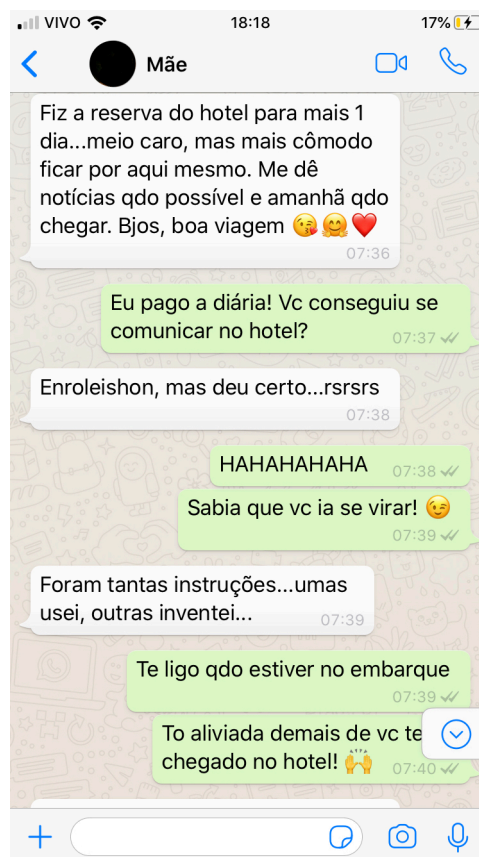 VIVO 18:18 17%
Mãe
Fiz a reserva do hotel para mais 1
dia...meio caro, mas mais cômodo
ficar por aqui mesmo. Me dê
notícias qdo possível e amanhã qdo
chegar. Bjos, boa viagem 😘🤗❤️
07:36
Eu pago a diária! Vc conseguiu se
comunicar no hotel?
07:37
Enroleishon, mas deu certo...rsrsrs
07:38
HAHAHAHAHA
07:38
Sabia que vc ia se virar! 😉
07:39
Foram tantas instruções...umas
usei, outras inventei...
07:39
Te ligo qdo estiver no embarque
07:39
To aliviada demais de vc te
chegado no hotel! 🙌
07:40